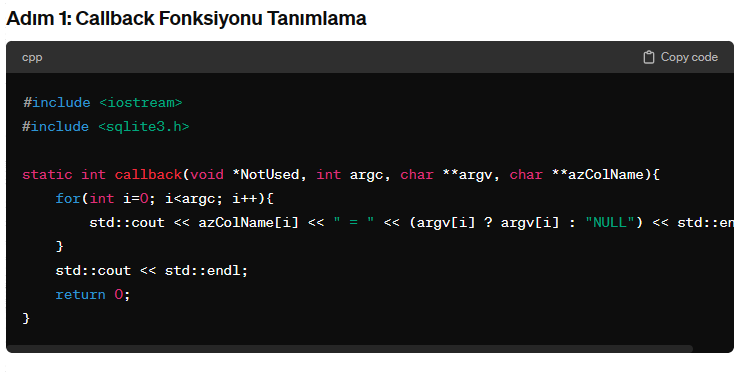 Adım 1: Callback Fonksiyonu Tanımlama
cpp
Copy code
#include <iostream>
#include <sqlite3.h>
static int callback(void *NotUsed, int argc, char **argv, char **azColName){
for(int i=0; i<argc; i++){
std::cout << azColName[i] << " = " << (argv[i] ? argv[i] : "NULL") << std::en
}
std::cout << std::endl;
return 0;
}